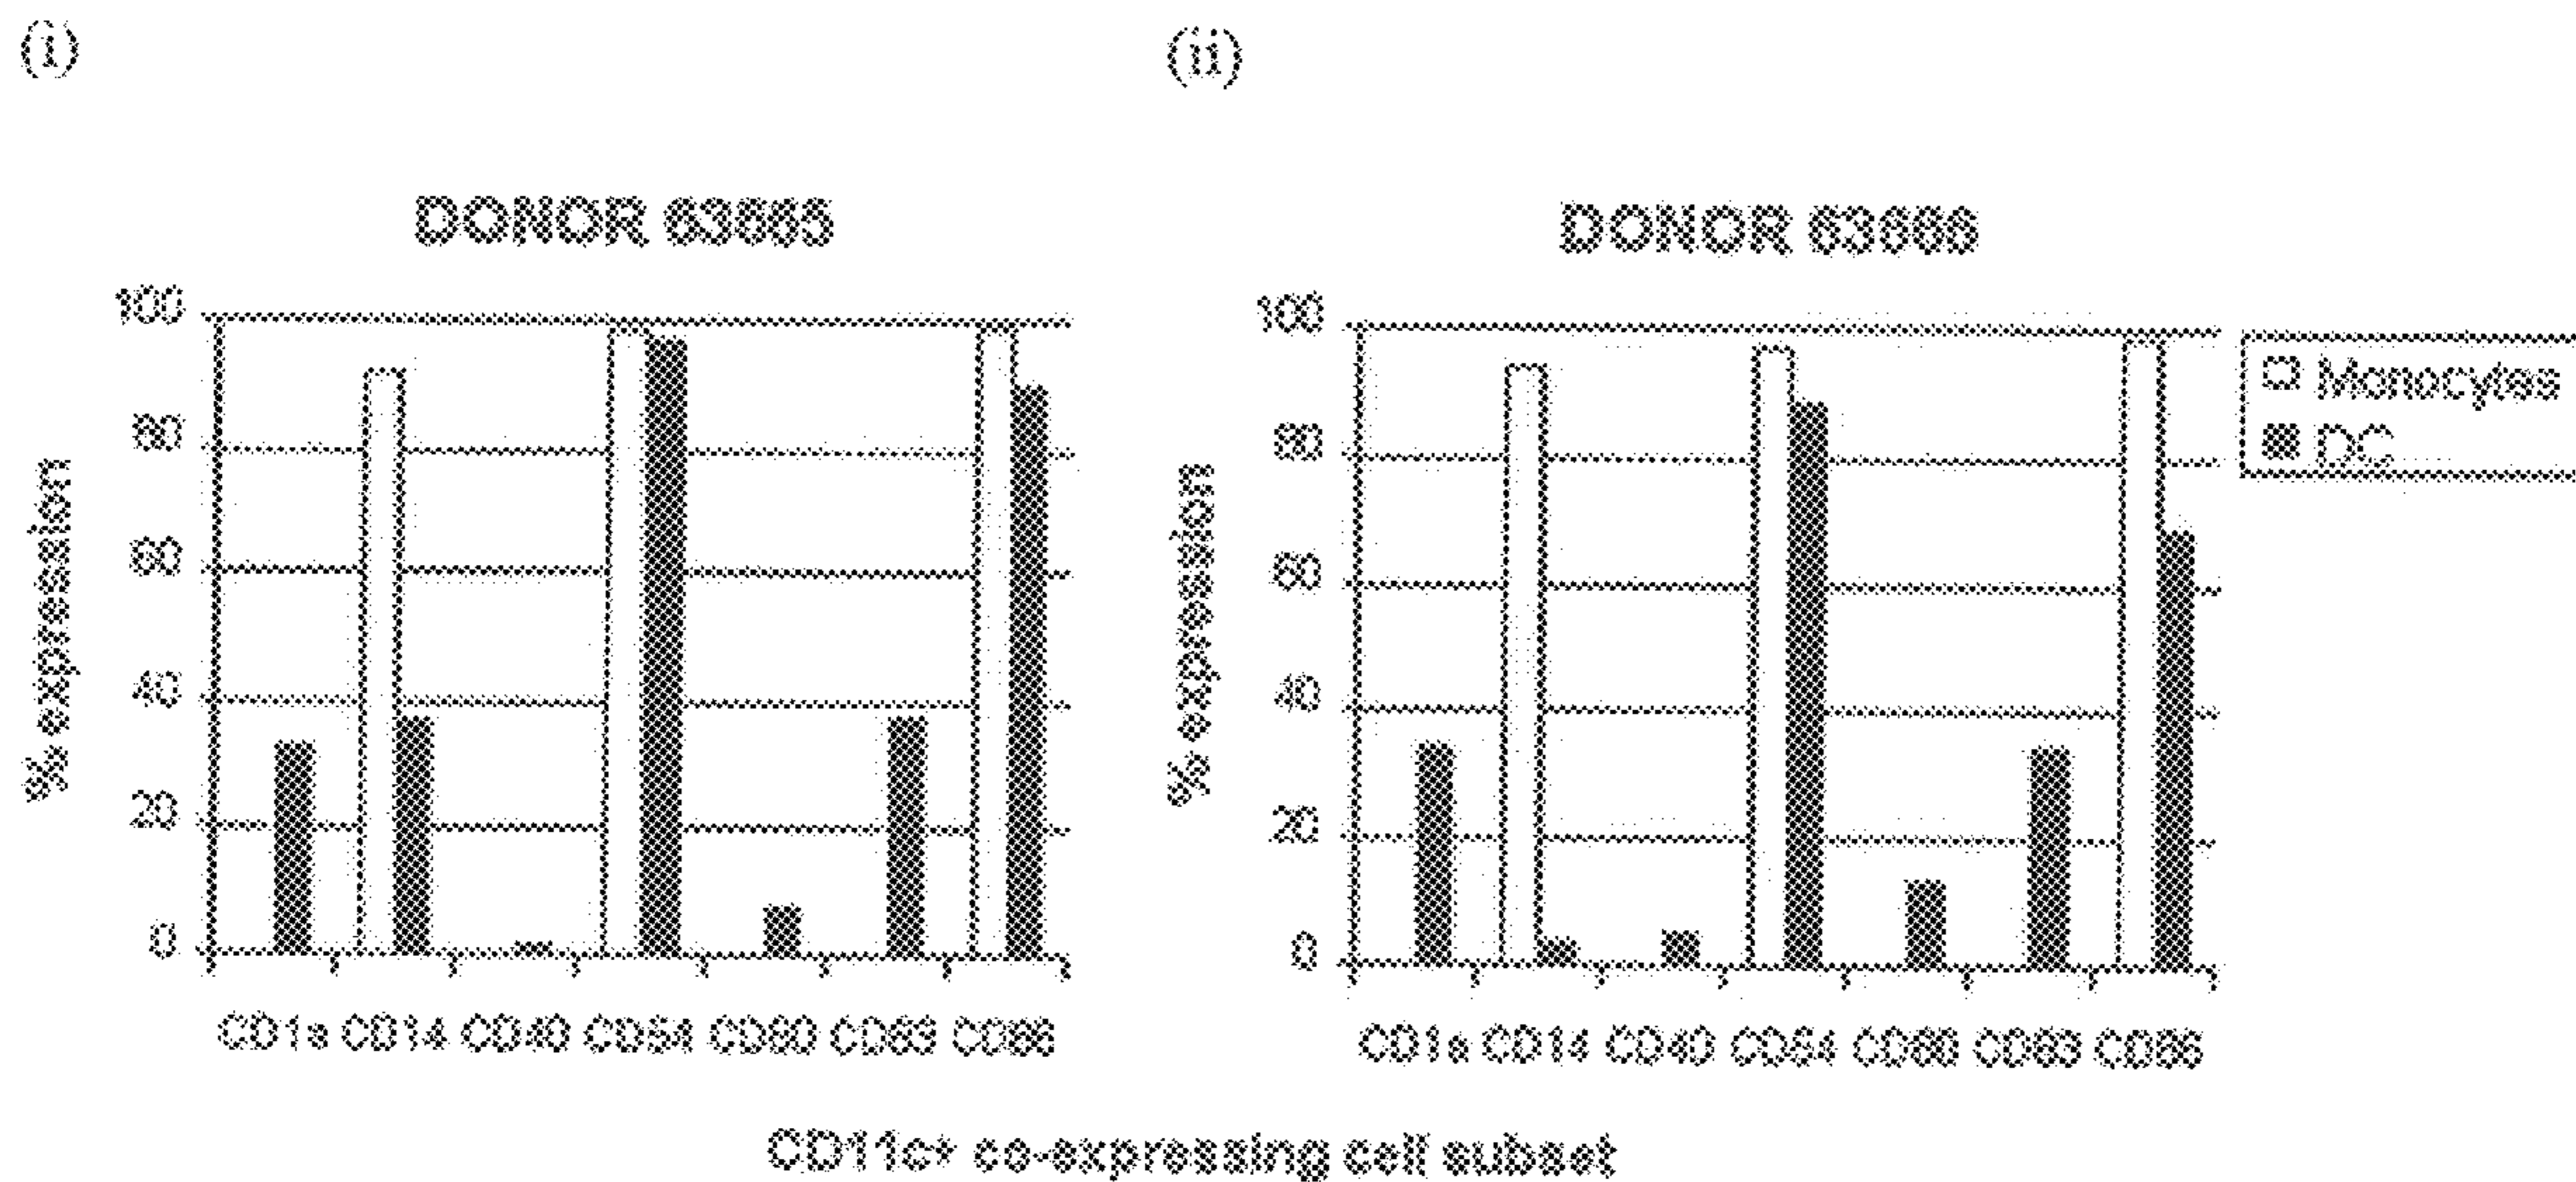 (i)
(ii)
DONOR
DONOR
100
80
60
40
20
0
% expression
CD1a CD14 CD40 CD54 CD80 CD83 CD86
100
80
60
40
20
0
% expression
CD1a CD14 CD40 CD54 CD80 CD83 CD86
Monocytes
DC
CD11c+ co-expressing cell subset